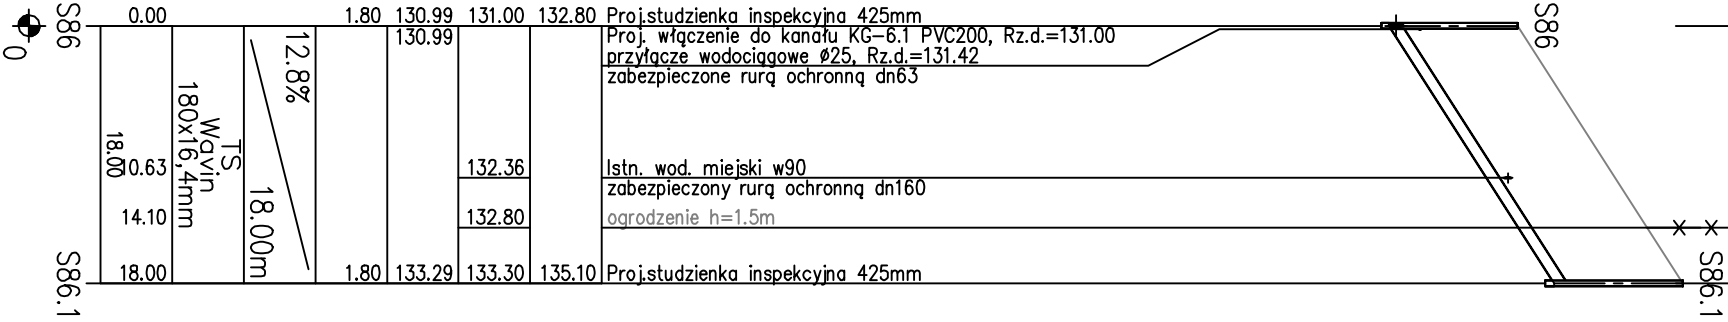 S86
0
0.00
1.80
130.99
131.00
132.80
Proj.studzienka inspekcyjna 425mm
130.99
Proj. włączenie do kanału KG-6.1 PVC200, Rz.d.=131.00
przyłącze wodociągowe Ø25, Rz.d.=131.42
zabezpieczone rurą ochronną dn63
S86
12.8%
18.00m
TS
Wavin
180x16,4mm
18.00
10.63
132.36
Istn. wod. miejski w90
zabezpieczony rurą ochronną dn160
14.10
132.80
ogrodzenie h=1.5m
S86.1
18.00
1.80
133.29
133.30
135.10
Proj.studzienka inspekcyjna 425mm
S86.1